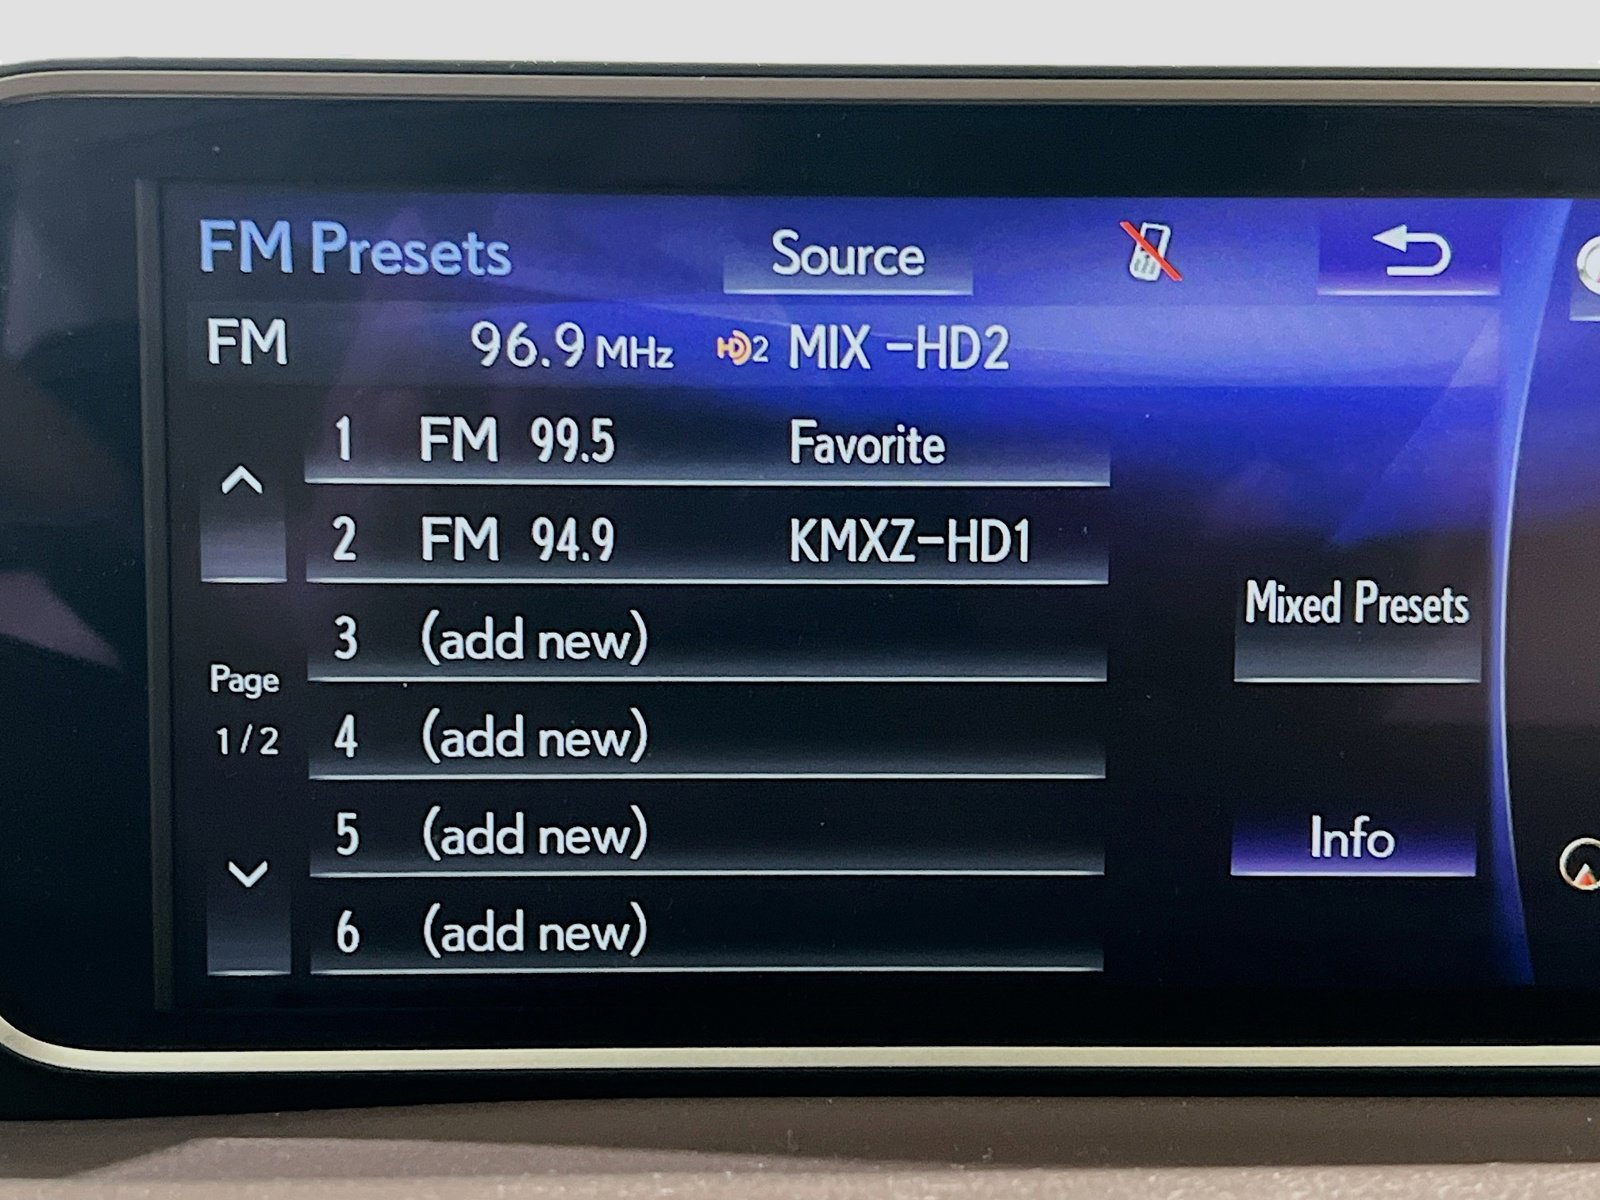 FM Presets Source
FM 96.9 MHz HD2 MIX -HD2
1 FM 99.5 Favorite
2 FM 94.9 KMXZ-HD1
3 (add new)
4 (add new)
5 (add new)
6 (add new)
Page
1/2
Mixed Presets
Info